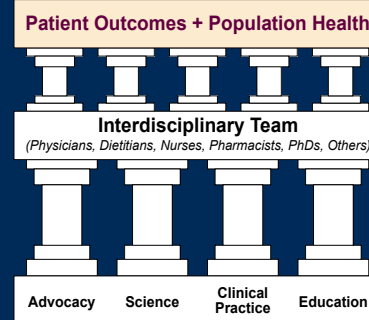 Patient Outcomes + Population Health
Interdisciplinary Team
(Physicians, Dietitians, Nurses, Pharmacists, PhDs, Others)
Advocacy
Science
Clinical
Practice
Education